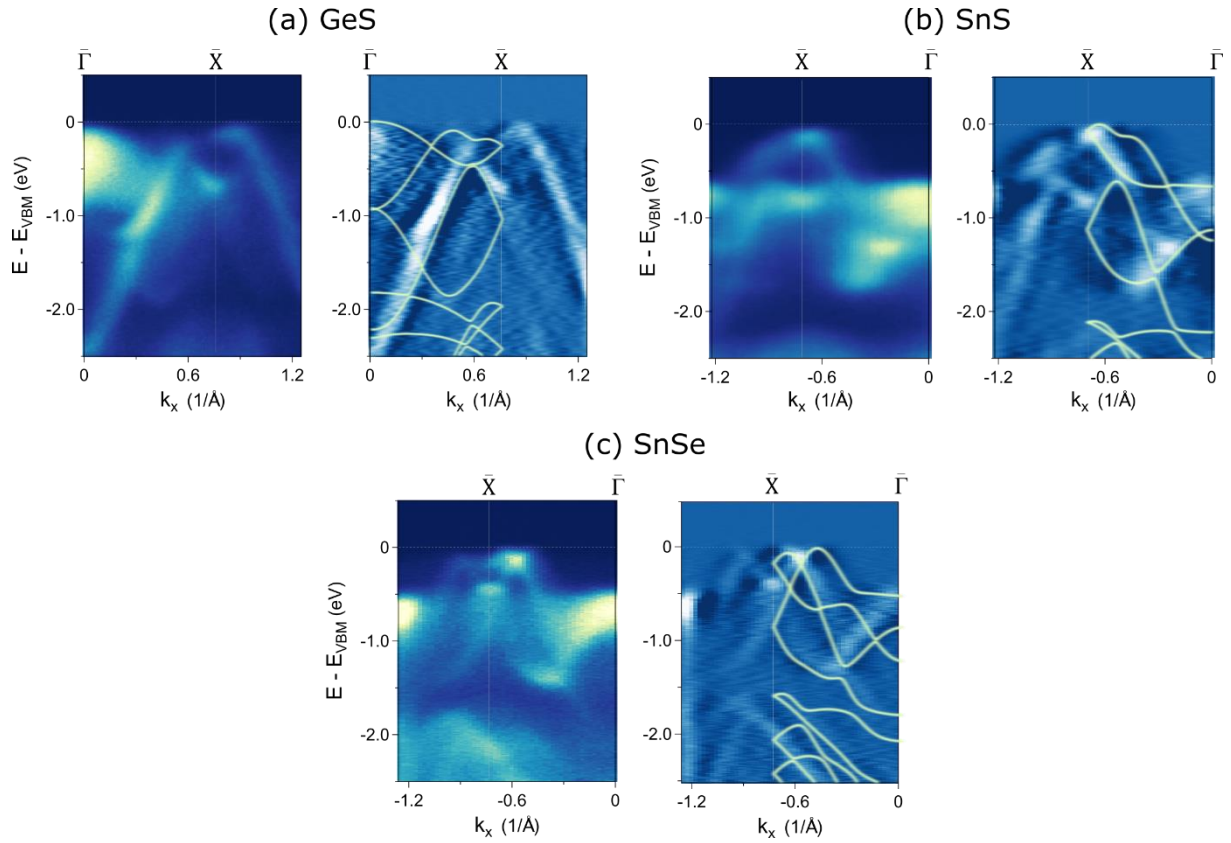 (a) GeS
(b) SnS
Γ̄ X̄ Γ̄ X̄
X̄ Γ̄ X̄ Γ̄
E - E_VBM (eV)
0
-1.0
-2.0
0.0
-1.0
-2.0
0 0.6 1.2
0 0.6 1.2
k_x (1/Å)
k_x (1/Å)
E - E_VBM (eV)
0
-1.0
-2.0
0.0
-1.0
-2.0
-1.2 -0.6 0
-1.2 -0.6 0
k_x (1/Å)
k_x (1/Å)
(c) SnSe
X̄ Γ̄ X̄ Γ̄
E - E_VBM (eV)
0
-1.0
-2.0
0
-1.0
-2.0
-1.2 -0.6 0
-1.2 -0.6 0
k_x (1/Å)
k_x (1/Å)